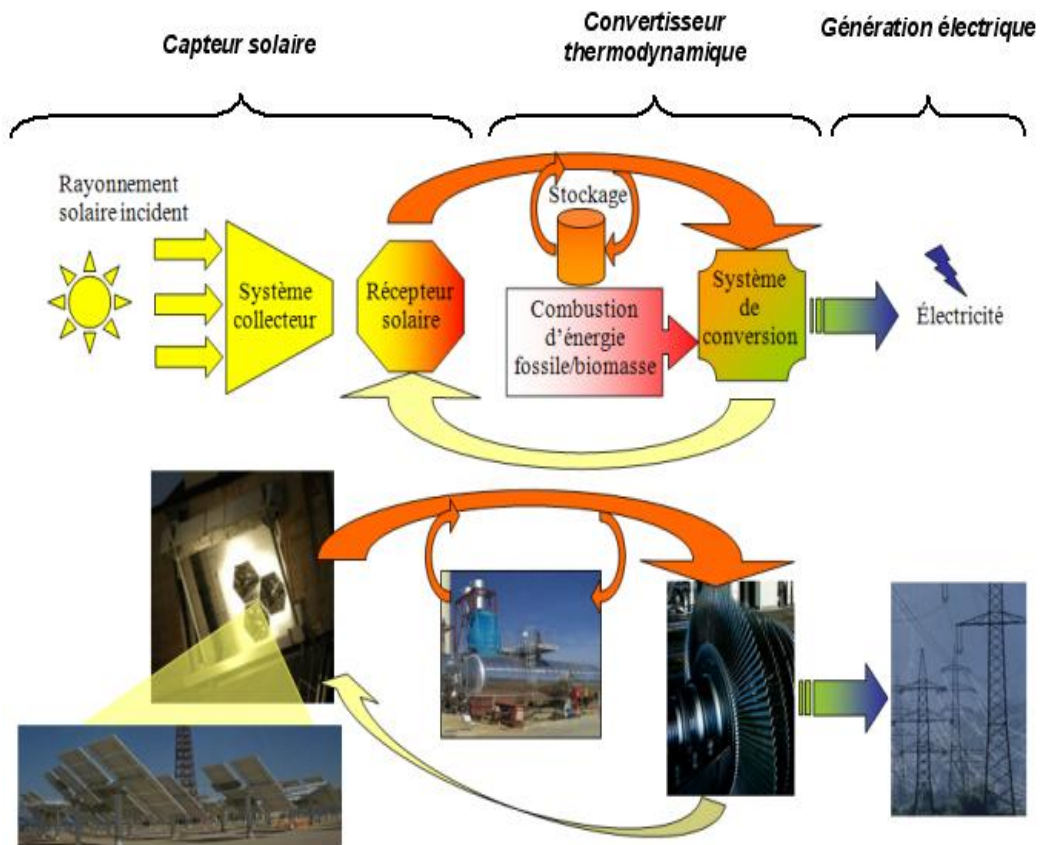 Capteur solaire
Convertisseur
thermodynamique
Génération électrique
Rayonnement
solaire incident
Système
collecteur
Récepteur
solaire
Stockage
Combustion
d’énergie
fossile/biomasse
Système
de
conversion
Électricité